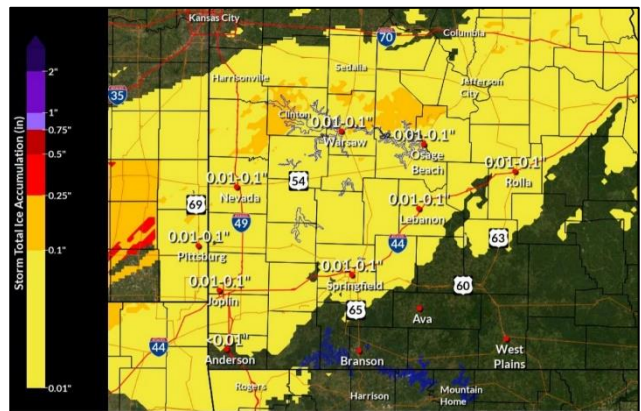 Storm Total Ice Accumulation (in)
2"
1"
0.75"
0.5"
0.25"
0.1"
0.01"
Kansas City
70
Columbia
Harrisonville
Sedalia
Jefferson
City
35
Clinton
0.01-0.1"
Warsaw
0.01-0.1"
Osage
Beach
0.01-0.1"
Rolla
0.01-0.1"
Nevada
54
69
49
0.01-0.1"
Lebanon
0.01-0.1"
Pittsburg
44
63
0.01-0.1"
Joplin
0.01-0.1"
Springfield
60
65
Ava
44
<0.01"
Anderson
Branson
West
Plains
Rogers
Harrison
Mountain
Home